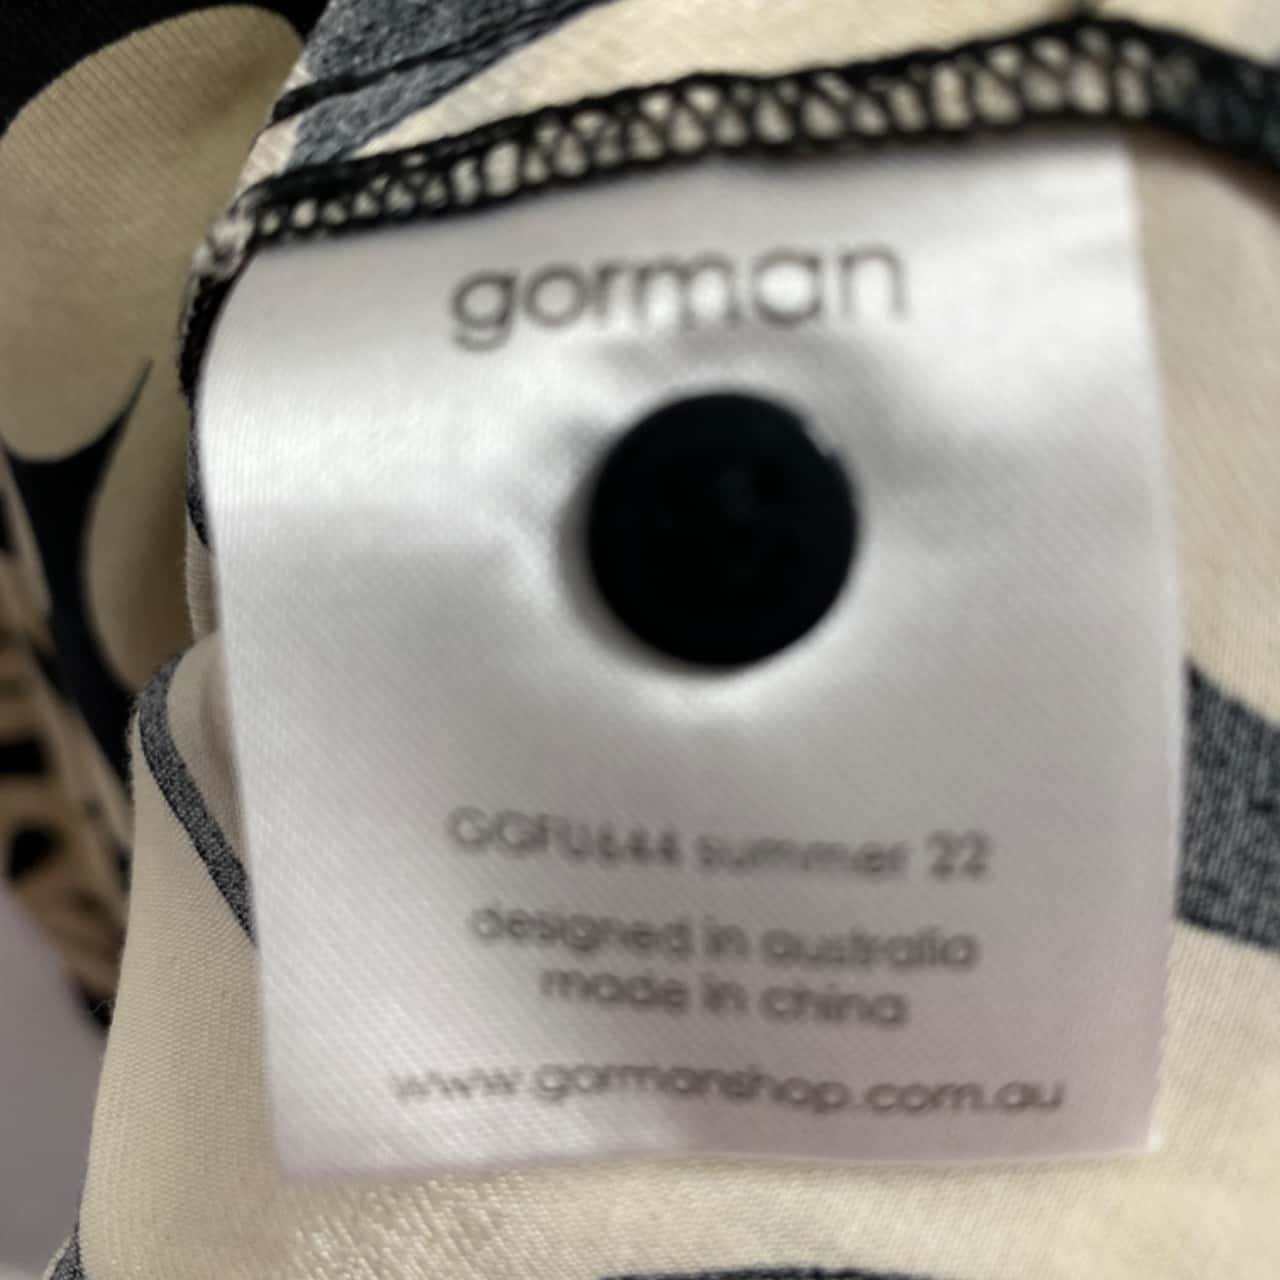 gorman
GGFU644 summer 22
designed in australia
made in china
www.gormanshop.com.au